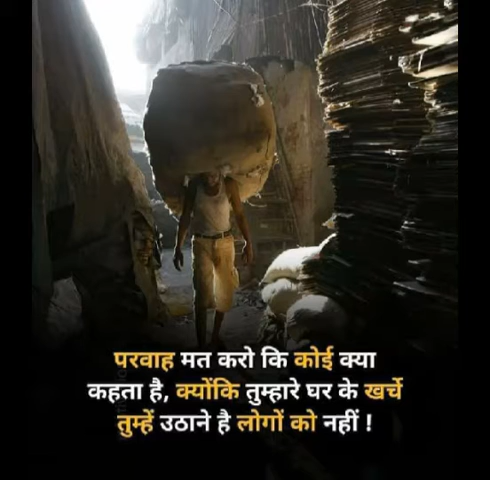 परवाह मत करो कि कोई क्या
कहता है, क्योंकि तुम्हारे घर के खर्चे
तुम्हें उठाने है लोगों को नहीं !